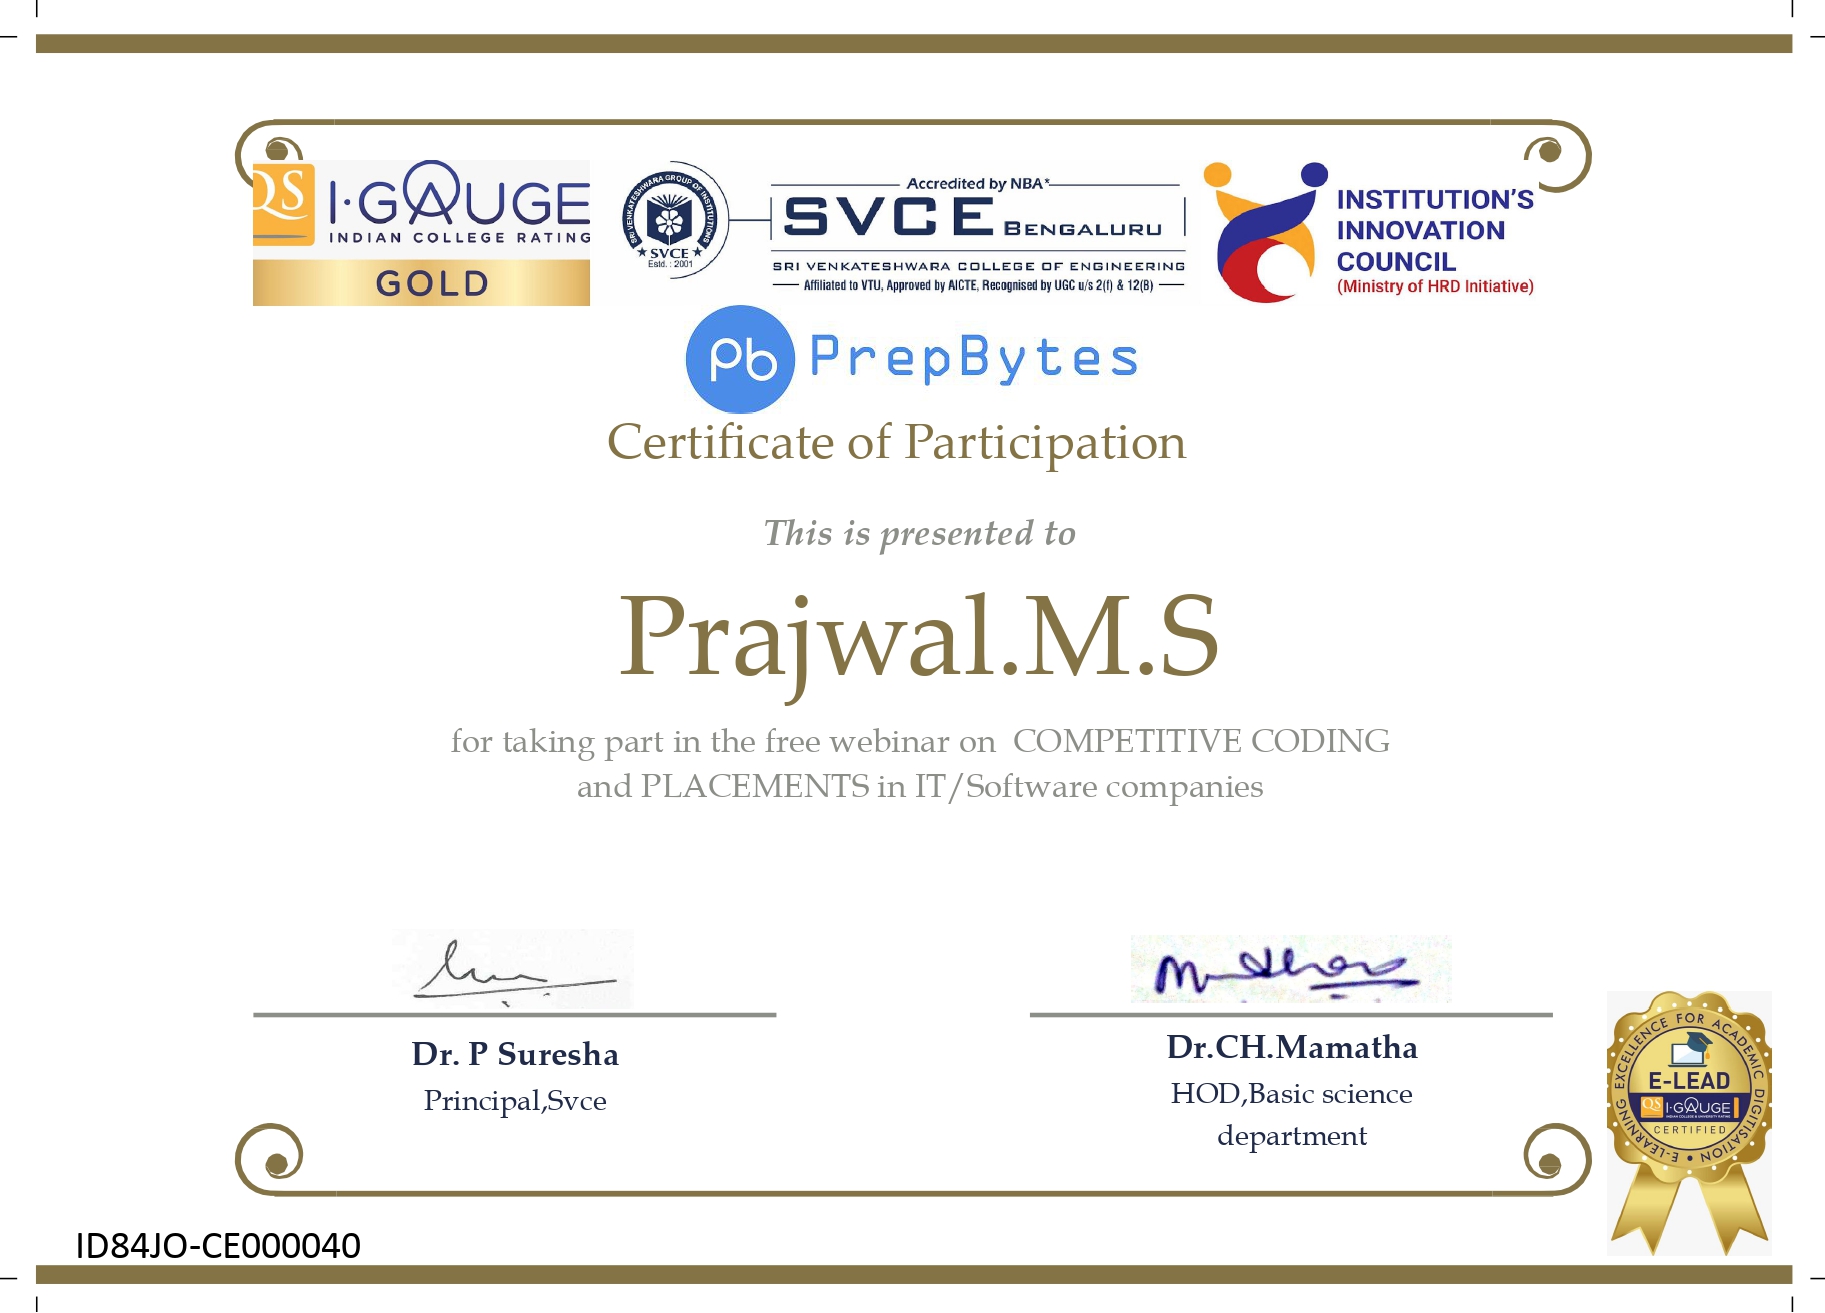 QS I·GAUGE
INDIAN COLLEGE RATING
GOLD
SRI VENKATESHWARA GROUP OF INSTITUTIONS
SVCE
Estd. : 2001
Accredited by NBA*
SVCE BENGALURU
SRI VENKATESHWARA COLLEGE OF ENGINEERING
Affiliated to VTU, Approved by AICTE, Recognised by UGC u/s 2(f) & 12(B)
INSTITUTION'S
INNOVATION
COUNCIL
(Ministry of HRD Initiative)
pb PrepBytes
Certificate of Participation
This is presented to
Prajwal.M.S
for taking part in the free webinar on COMPETITIVE CODING
and PLACEMENTS in IT/Software companies
Dr. P Suresha
Principal,Svce
Dr.CH.Mamatha
HOD,Basic science
department
E-LEARNING EXCELLENCE FOR ACADEMIC DIGITISATION
E-LEAD
QS I·GAUGE
INDIAN COLLEGE & UNIVERSITY RATING
CERTIFIED
ID84JO-CE000040